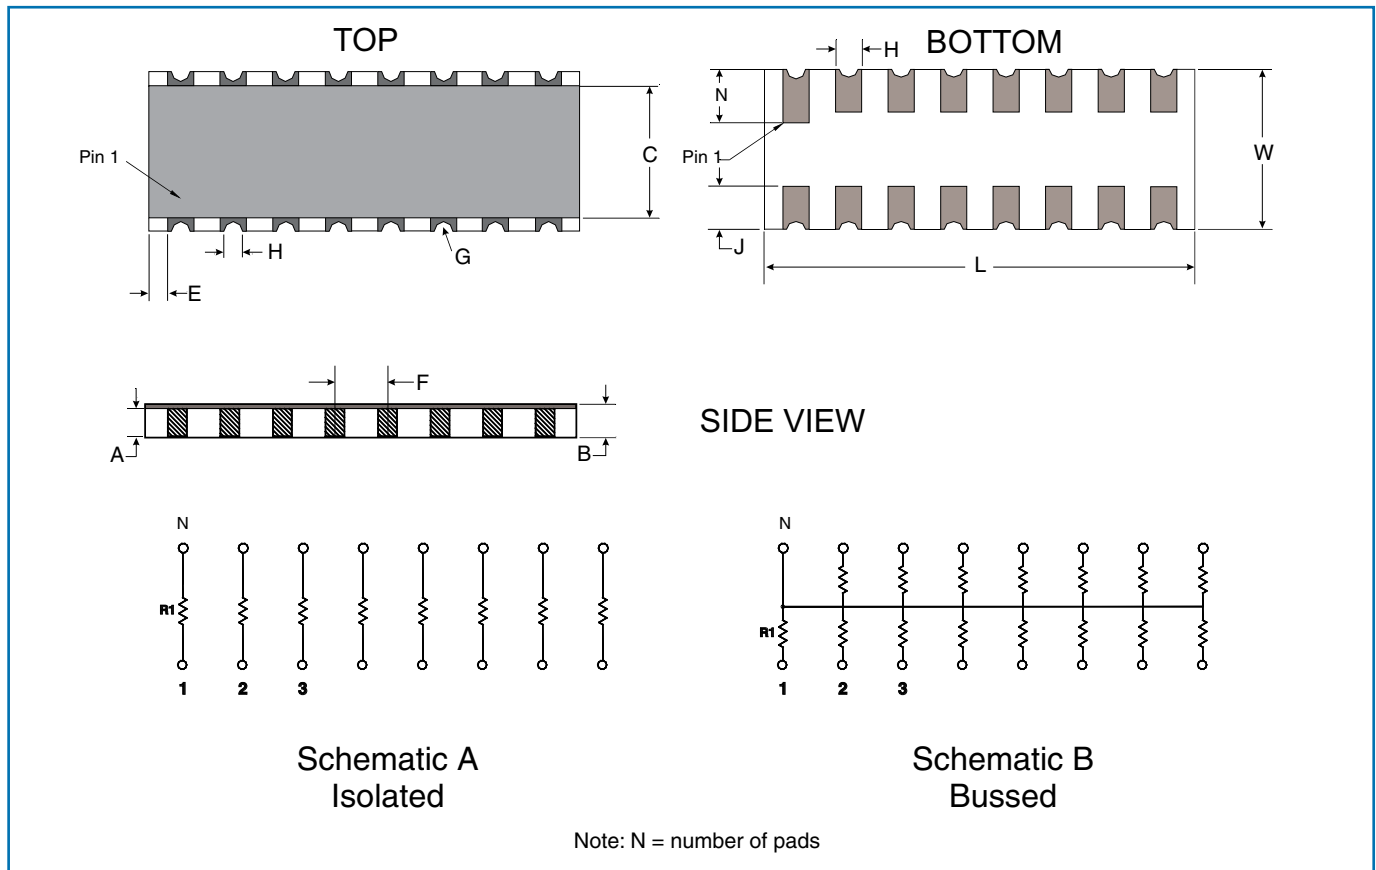 TOP
BOTTOM
H
N
C
Pin 1
Pin 1
W
H
G
J
E
L
F
SIDE VIEW
A
B
N
N
R1
R1
1 2 3
1 2 3
Schematic A
Isolated
Schematic B
Bussed
Note: N = number of pads